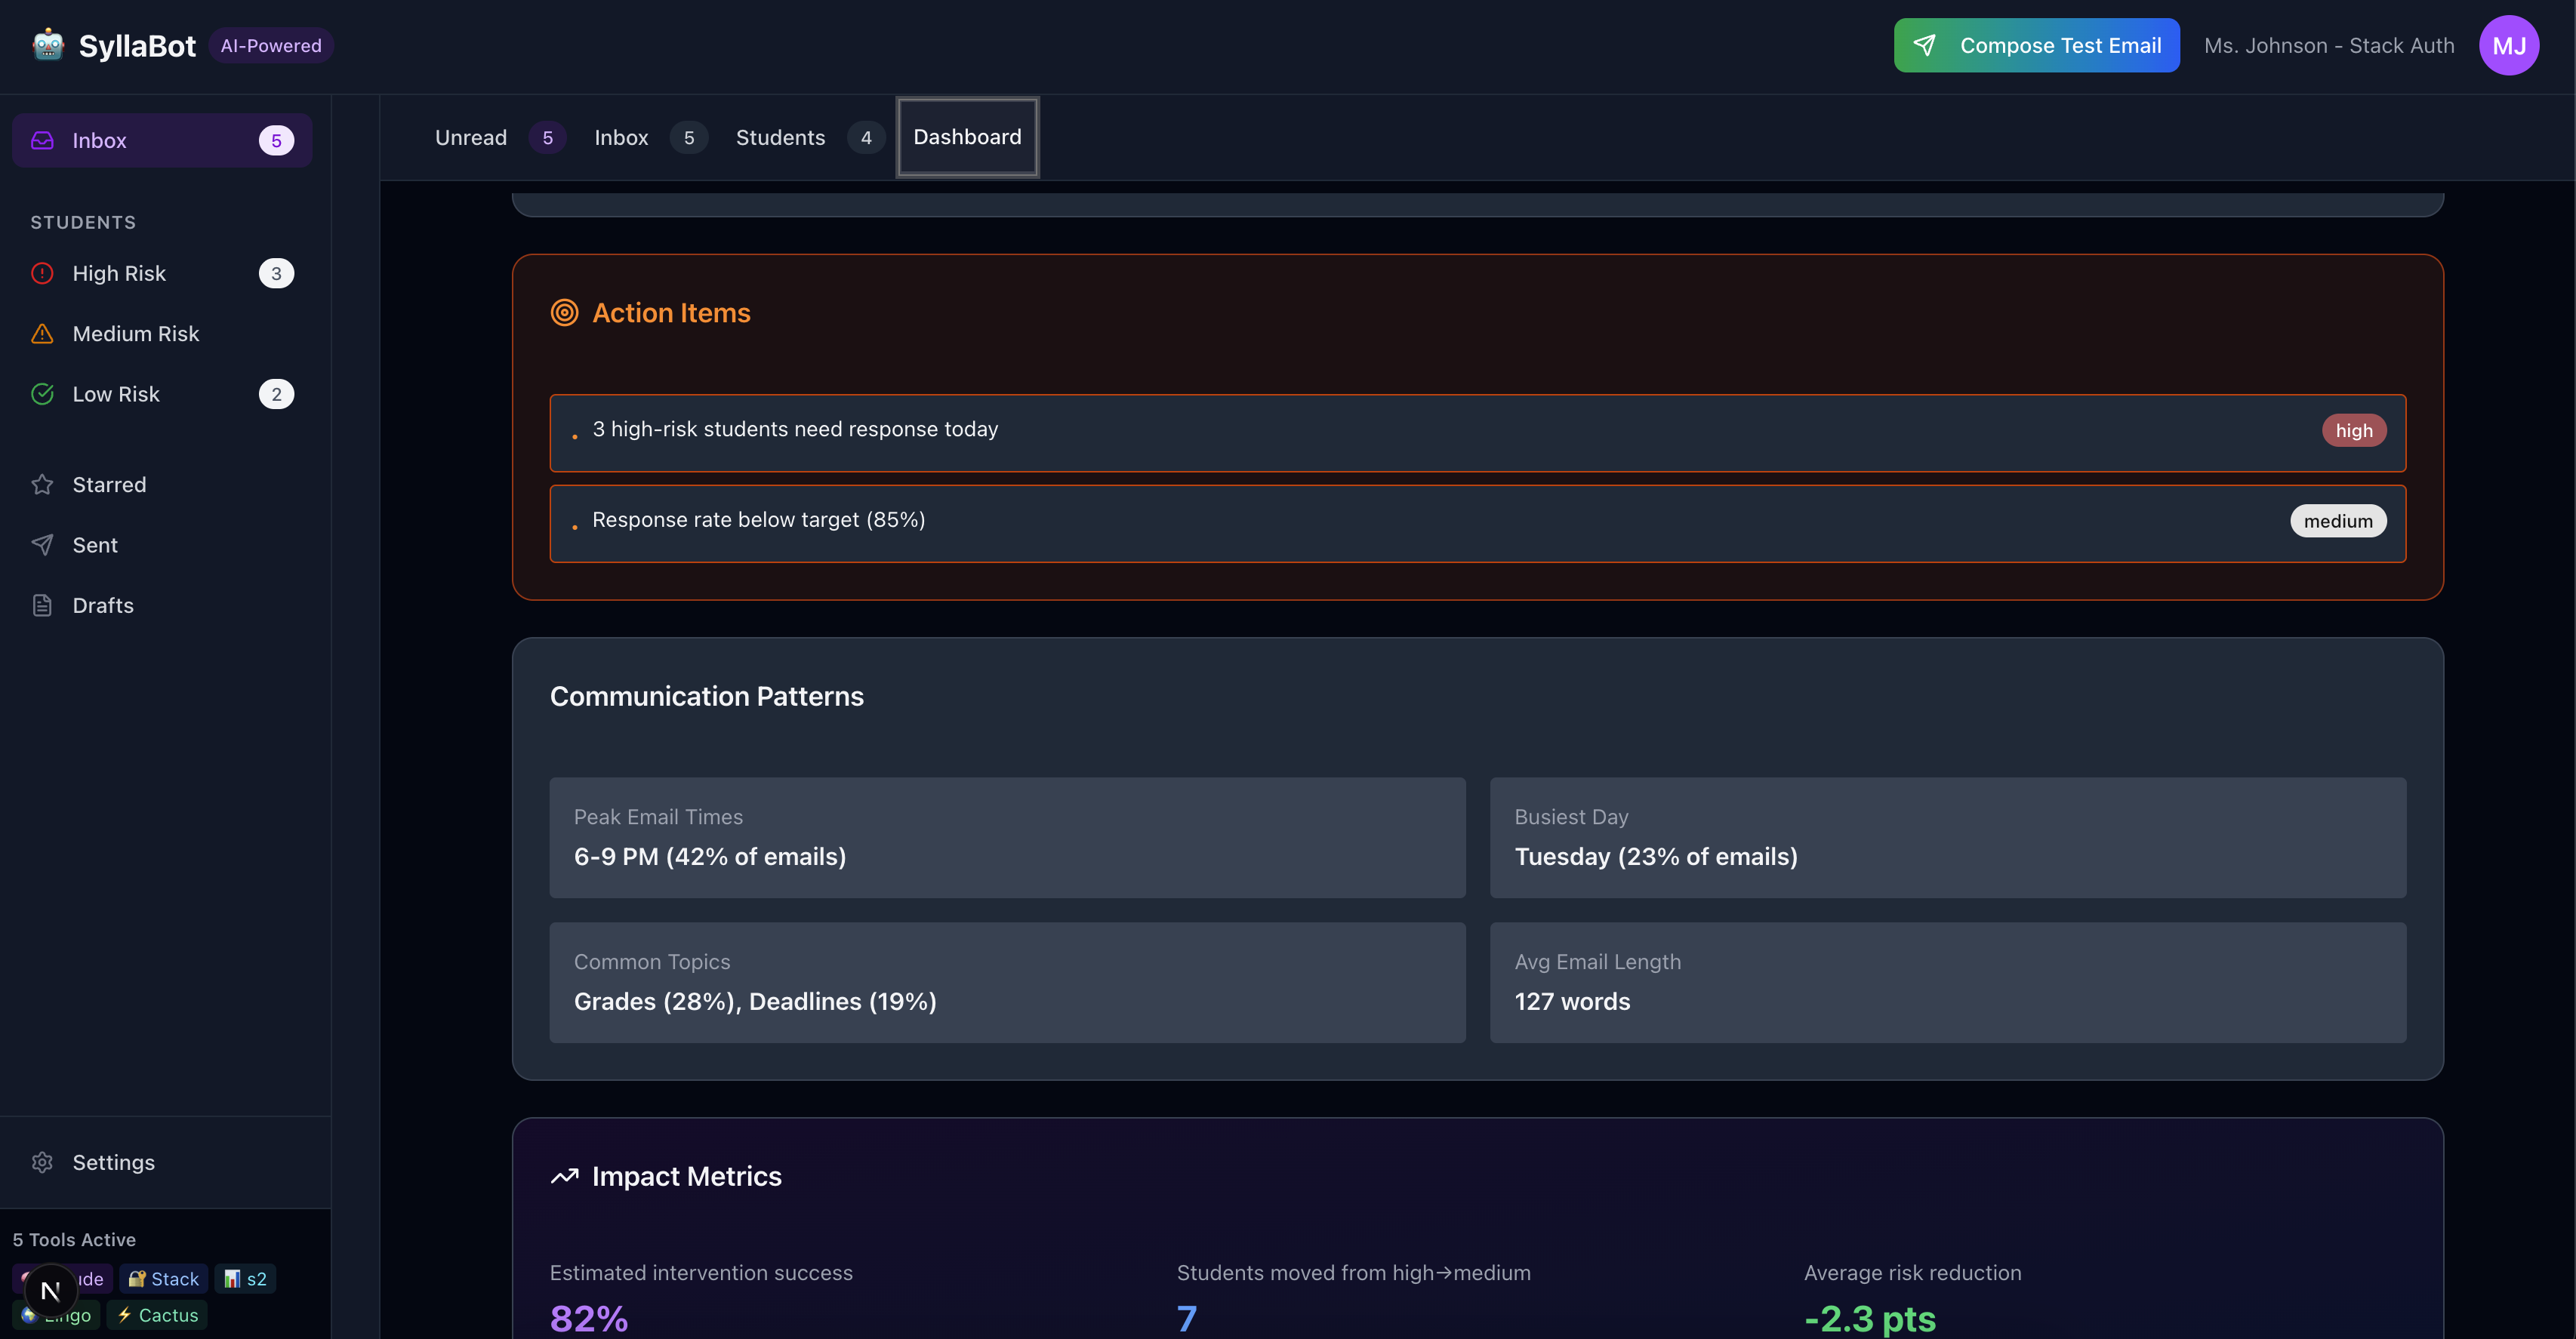 SyllaBot AI-Powered
Compose Test Email
Ms. Johnson - Stack Auth
MJ
Inbox 5
STUDENTS
High Risk 3
Medium Risk
Low Risk 2
Starred
Sent
Drafts
Settings
5 Tools Active
Stack
s2
N
Cactus
Unread 5 Inbox 5 Students 4 Dashboard
Action Items
3 high-risk students need response today high
Response rate below target (85%) medium
Communication Patterns
Peak Email Times
6-9 PM (42% of emails)
Busiest Day
Tuesday (23% of emails)
Common Topics
Grades (28%), Deadlines (19%)
Avg Email Length
127 words
Impact Metrics
Estimated intervention success
82%
Students moved from high→medium
7
Average risk reduction
-2.3 pts